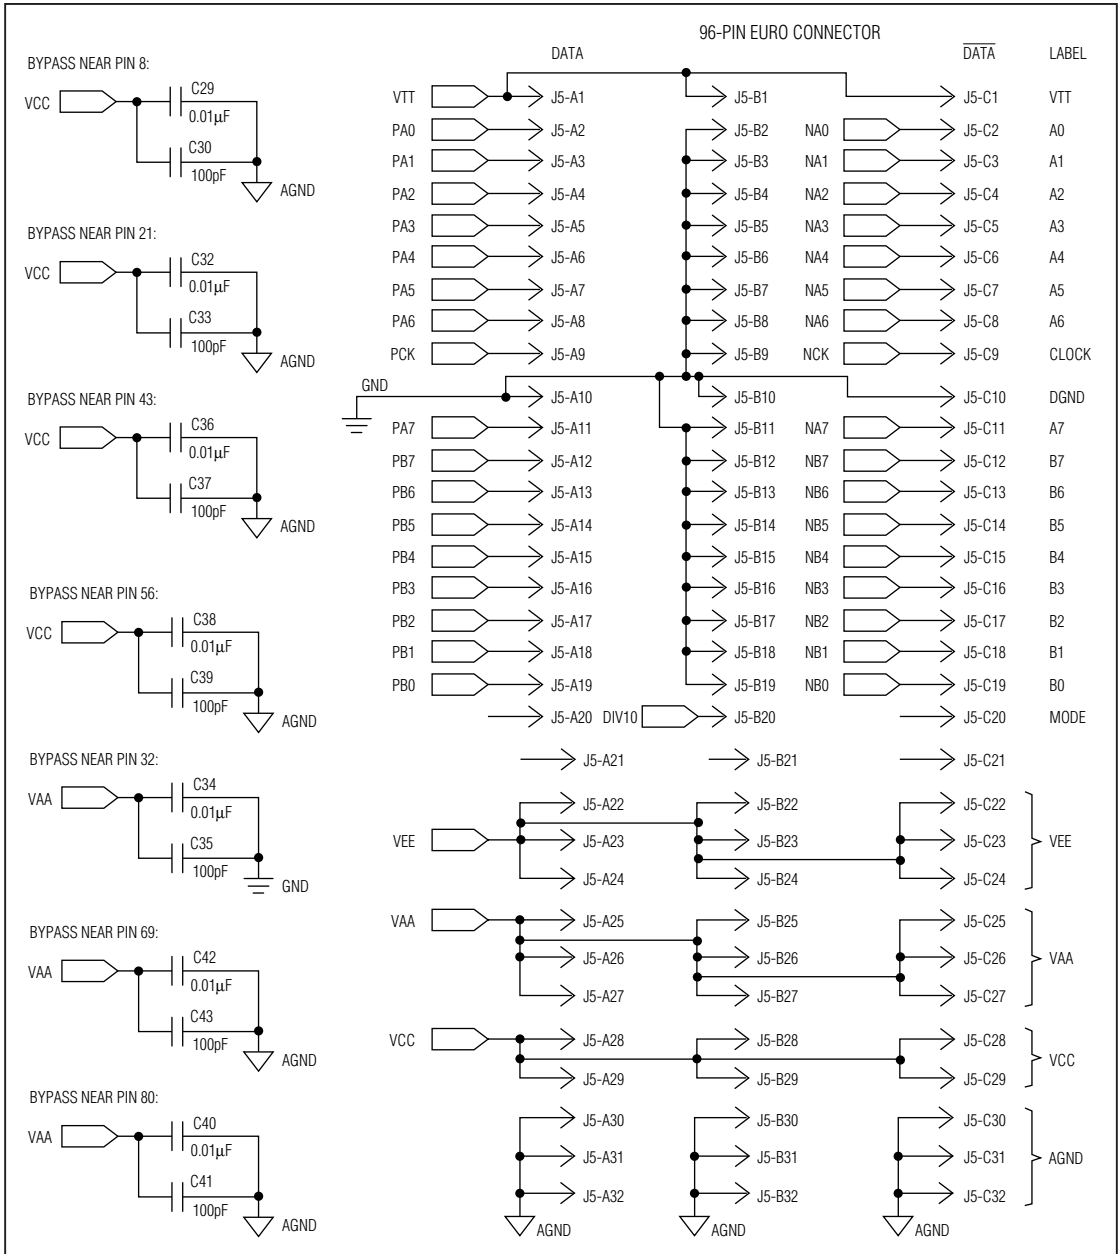 96-PIN EURO CONNECTOR
DATA DATA LABEL
BYPASS NEAR PIN 8:
VCC C29 0.01μF
C30 100pF
AGND
BYPASS NEAR PIN 21:
VCC C32 0.01μF
C33 100pF
AGND
BYPASS NEAR PIN 43:
VCC C36 0.01μF
C37 100pF
AGND
BYPASS NEAR PIN 56:
VCC C38 0.01μF
C39 100pF
AGND
BYPASS NEAR PIN 32:
VAA C34 0.01μF
C35 100pF
GND
BYPASS NEAR PIN 69:
VAA C42 0.01μF
C43 100pF
AGND
BYPASS NEAR PIN 80:
VAA C40 0.01μF
C41 100pF
AGND
VTT J5-A1 J5-B1 J5-C1 VTT
PA0 J5-A2 J5-B2 NA0 J5-C2 A0
PA1 J5-A3 J5-B3 NA1 J5-C3 A1
PA2 J5-A4 J5-B4 NA2 J5-C4 A2
PA3 J5-A5 J5-B5 NA3 J5-C5 A3
PA4 J5-A6 J5-B6 NA4 J5-C6 A4
PA5 J5-A7 J5-B7 NA5 J5-C7 A5
PA6 J5-A8 J5-B8 NA6 J5-C8 A6
PCK J5-A9 J5-B9 NCK J5-C9 CLOCK
GND J5-A10 J5-B10 J5-C10 DGND
PA7 J5-A11 J5-B11 NA7 J5-C11 A7
PB7 J5-A12 J5-B12 NB7 J5-C12 B7
PB6 J5-A13 J5-B13 NB6 J5-C13 B6
PB5 J5-A14 J5-B14 NB5 J5-C14 B5
PB4 J5-A15 J5-B15 NB4 J5-C15 B4
PB3 J5-A16 J5-B16 NB3 J5-C16 B3
PB2 J5-A17 J5-B17 NB2 J5-C17 B2
PB1 J5-A18 J5-B18 NB1 J5-C18 B1
PB0 J5-A19 J5-B19 NB0 J5-C19 B0
J5-A20 DIV10 J5-B20 J5-C20 MODE
J5-A21 J5-B21 J5-C21
J5-A22 J5-B22 J5-C22
VEE J5-A23 J5-B23 J5-C23 VEE
J5-A24 J5-B24 J5-C24
VAA J5-A25 J5-B25 J5-C25
J5-A26 J5-B26 J5-C26 VAA
J5-A27 J5-B27 J5-C27
VCC J5-A28 J5-B28 J5-C28
VCC
J5-A29 J5-B29 J5-C29
J5-A30 J5-B30 J5-C30
J5-A31 J5-B31 J5-C31 AGND
J5-A32 J5-B32 J5-C32
AGND AGND AGND